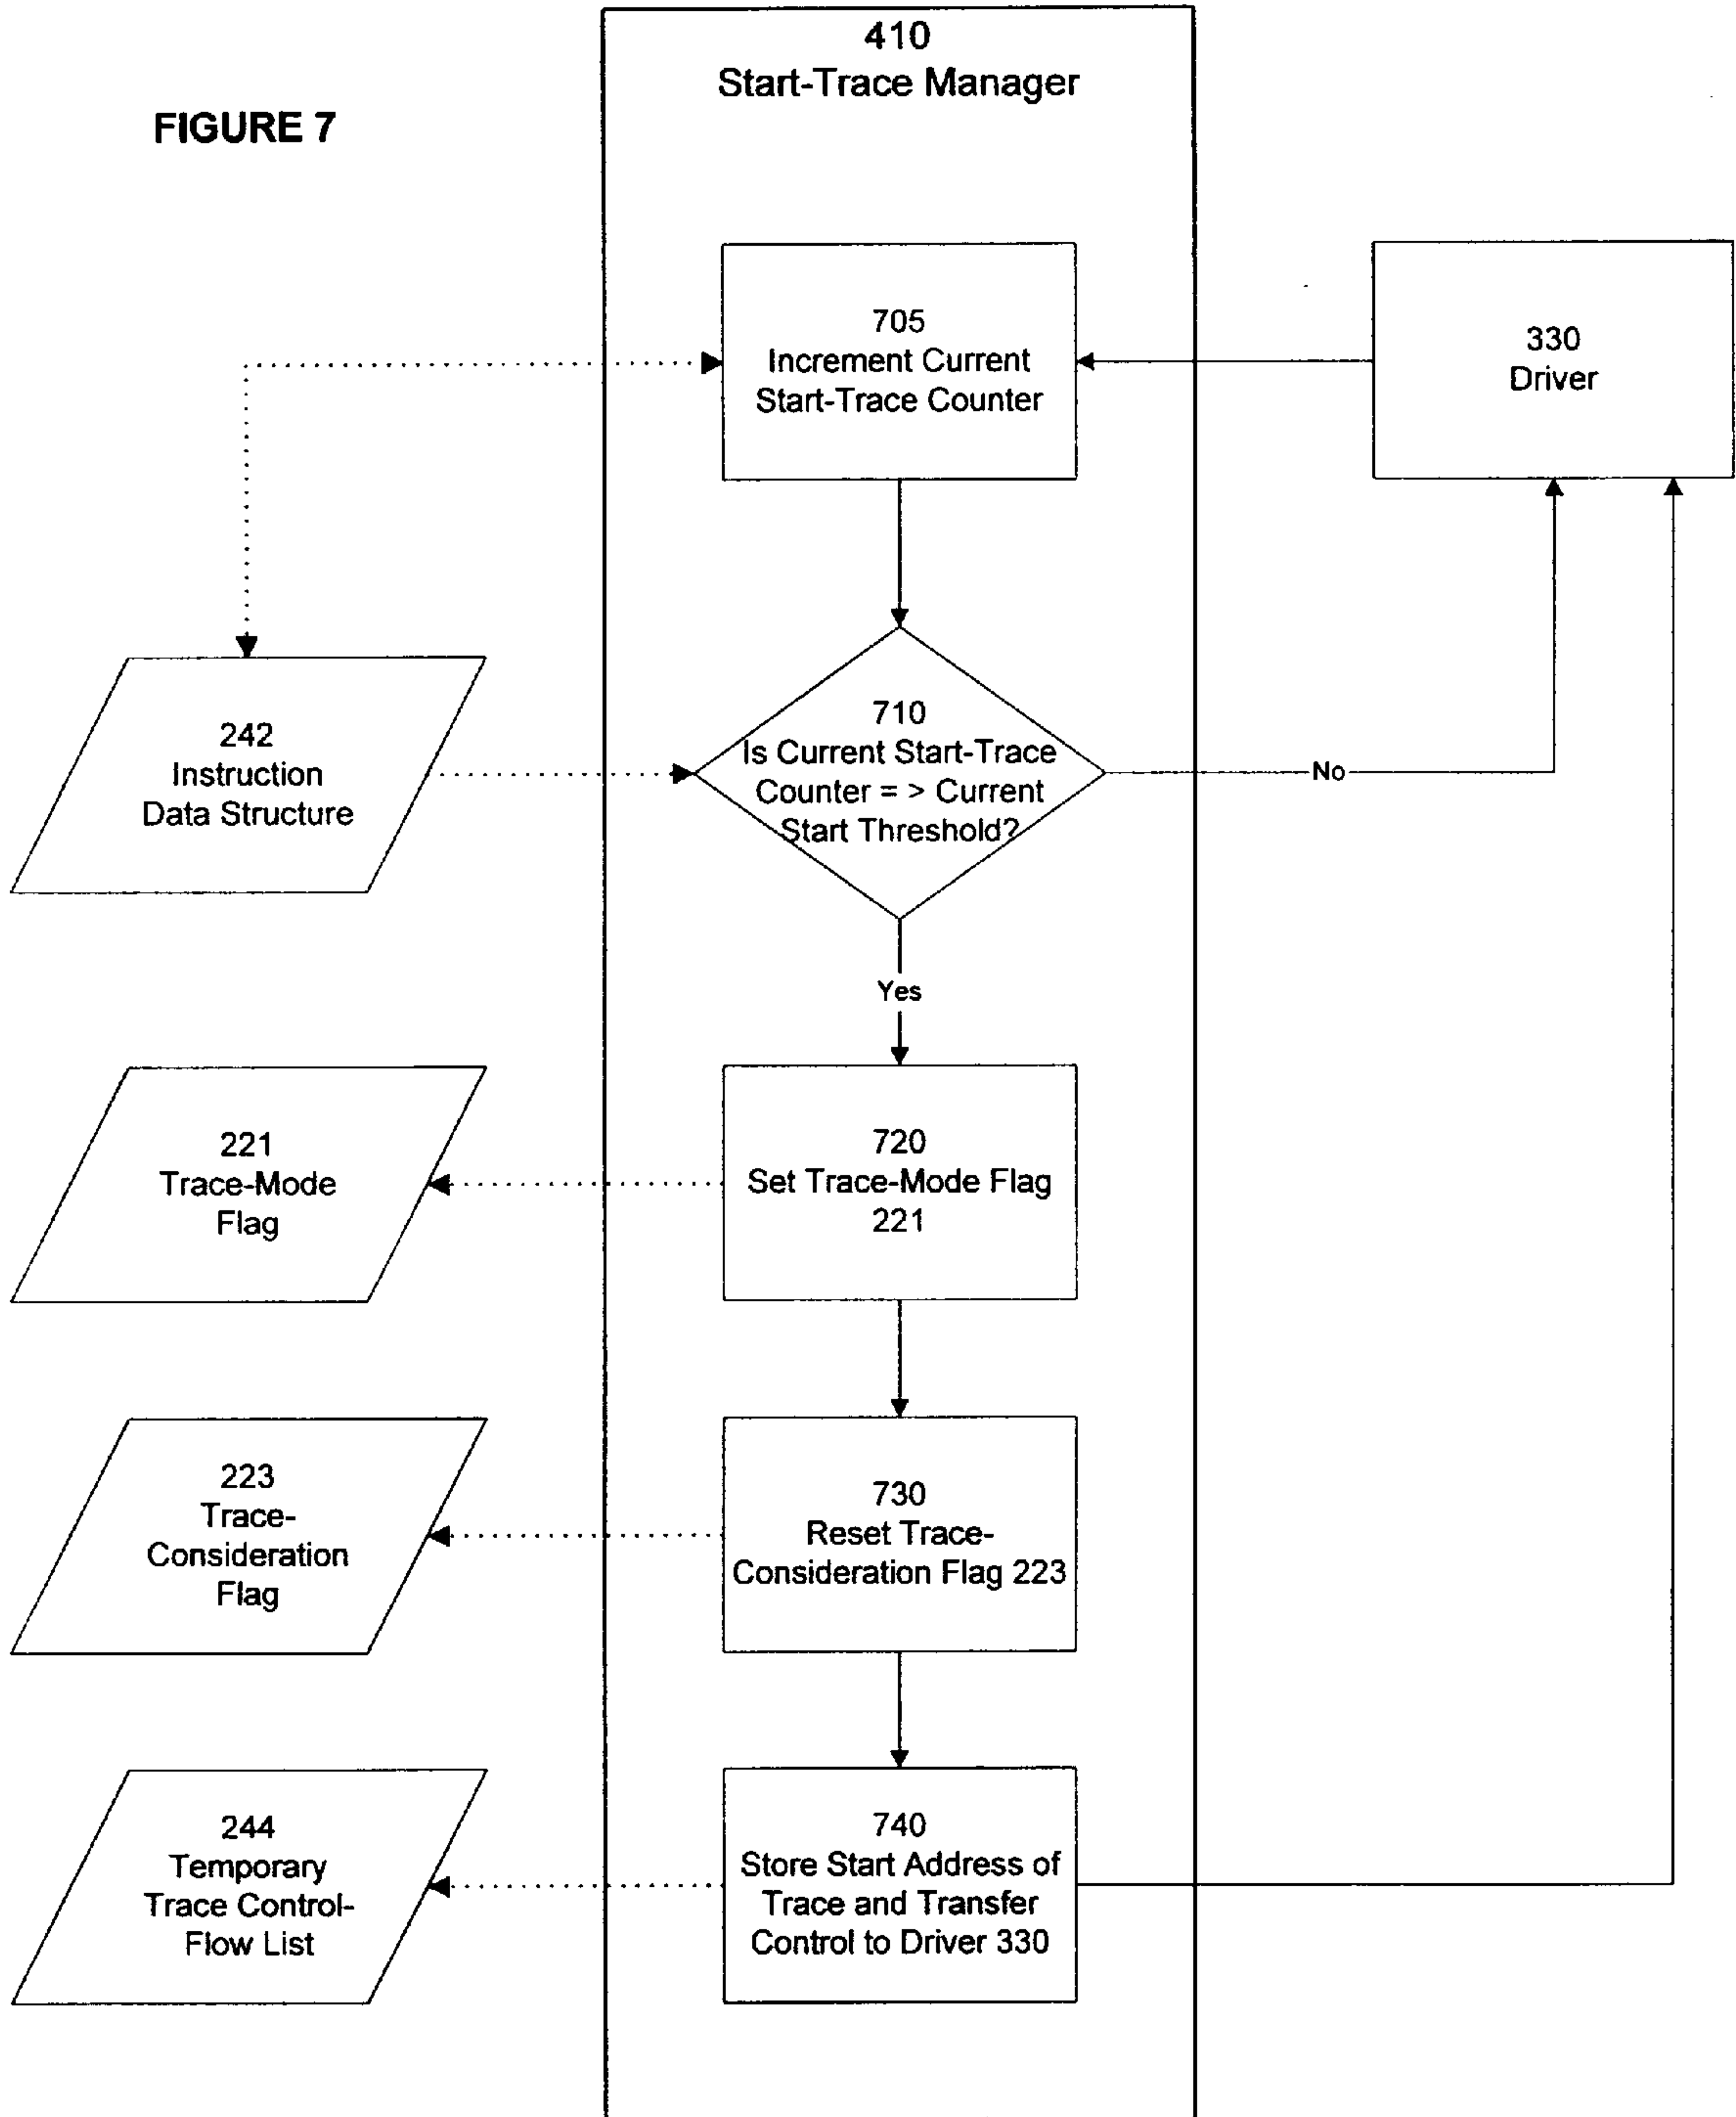 410
Start-Trace Manager
FIGURE 7
705
Increment Current
Start-Trace Counter
330
Driver
242
Instruction
Data Structure
710
Is Current Start-Trace
Counter = > Current
Start Threshold?
No
Yes
221
Trace-Mode
Flag
720
Set Trace-Mode Flag
221
223
Trace-
Consideration
Flag
730
Reset Trace-
Consideration Flag 223
244
Temporary
Trace Control-
Flow List
740
Store Start Address of
Trace and Transfer
Control to Driver 330